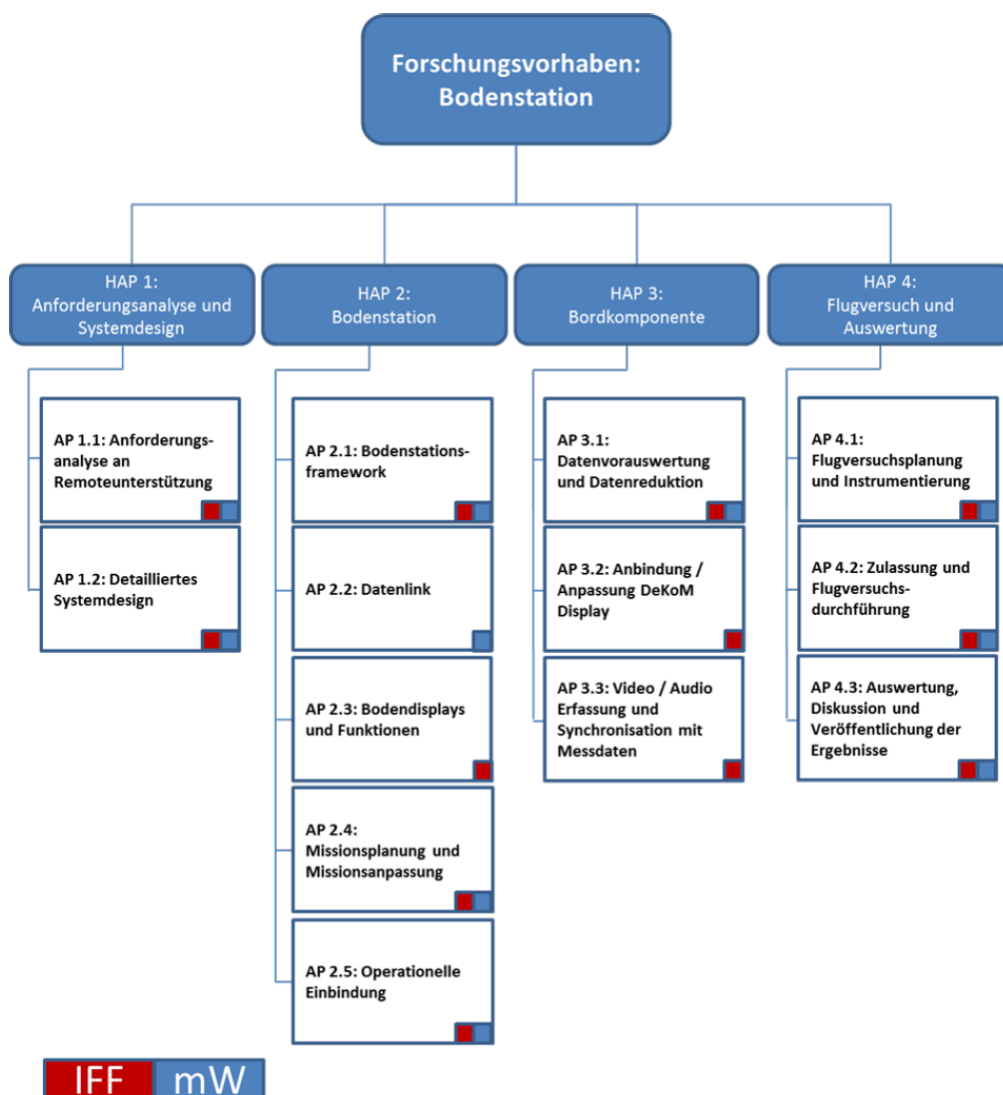 Forschungsvorhaben:
Bodenstation
HAP 1:
Anforderungsanalyse und
Systemdesign
AP 1.1: Anforderungs-
analyse an
Remoteunterstützung
AP 1.2: Detailliertes
Systemdesign
HAP 2:
Bodenstation
AP 2.1: Bodenstations-
framework
AP 2.2: Datenlink
AP 2.3: Bodendisplays
und Funktionen
AP 2.4:
Missionsplanung und
Missionsanpassung
AP 2.5: Operationelle
Einbindung
HAP 3:
Bordkomponente
AP 3.1:
Datenvorauswertung
und Datenreduktion
AP 3.2: Anbindung /
Anpassung DeKoM
Display
AP 3.3: Video / Audio
Erfassung und
Synchronisation mit
Messdaten
HAP 4:
Flugversuch und
Auswertung
AP 4.1:
Flugversuchsplanung
und Instrumentierung
AP 4.2: Zulassung und
Flugversuchs-
durchführung
AP 4.3: Auswertung,
Diskussion und
Veröffentlichung der
Ergebnisse
IFF mW